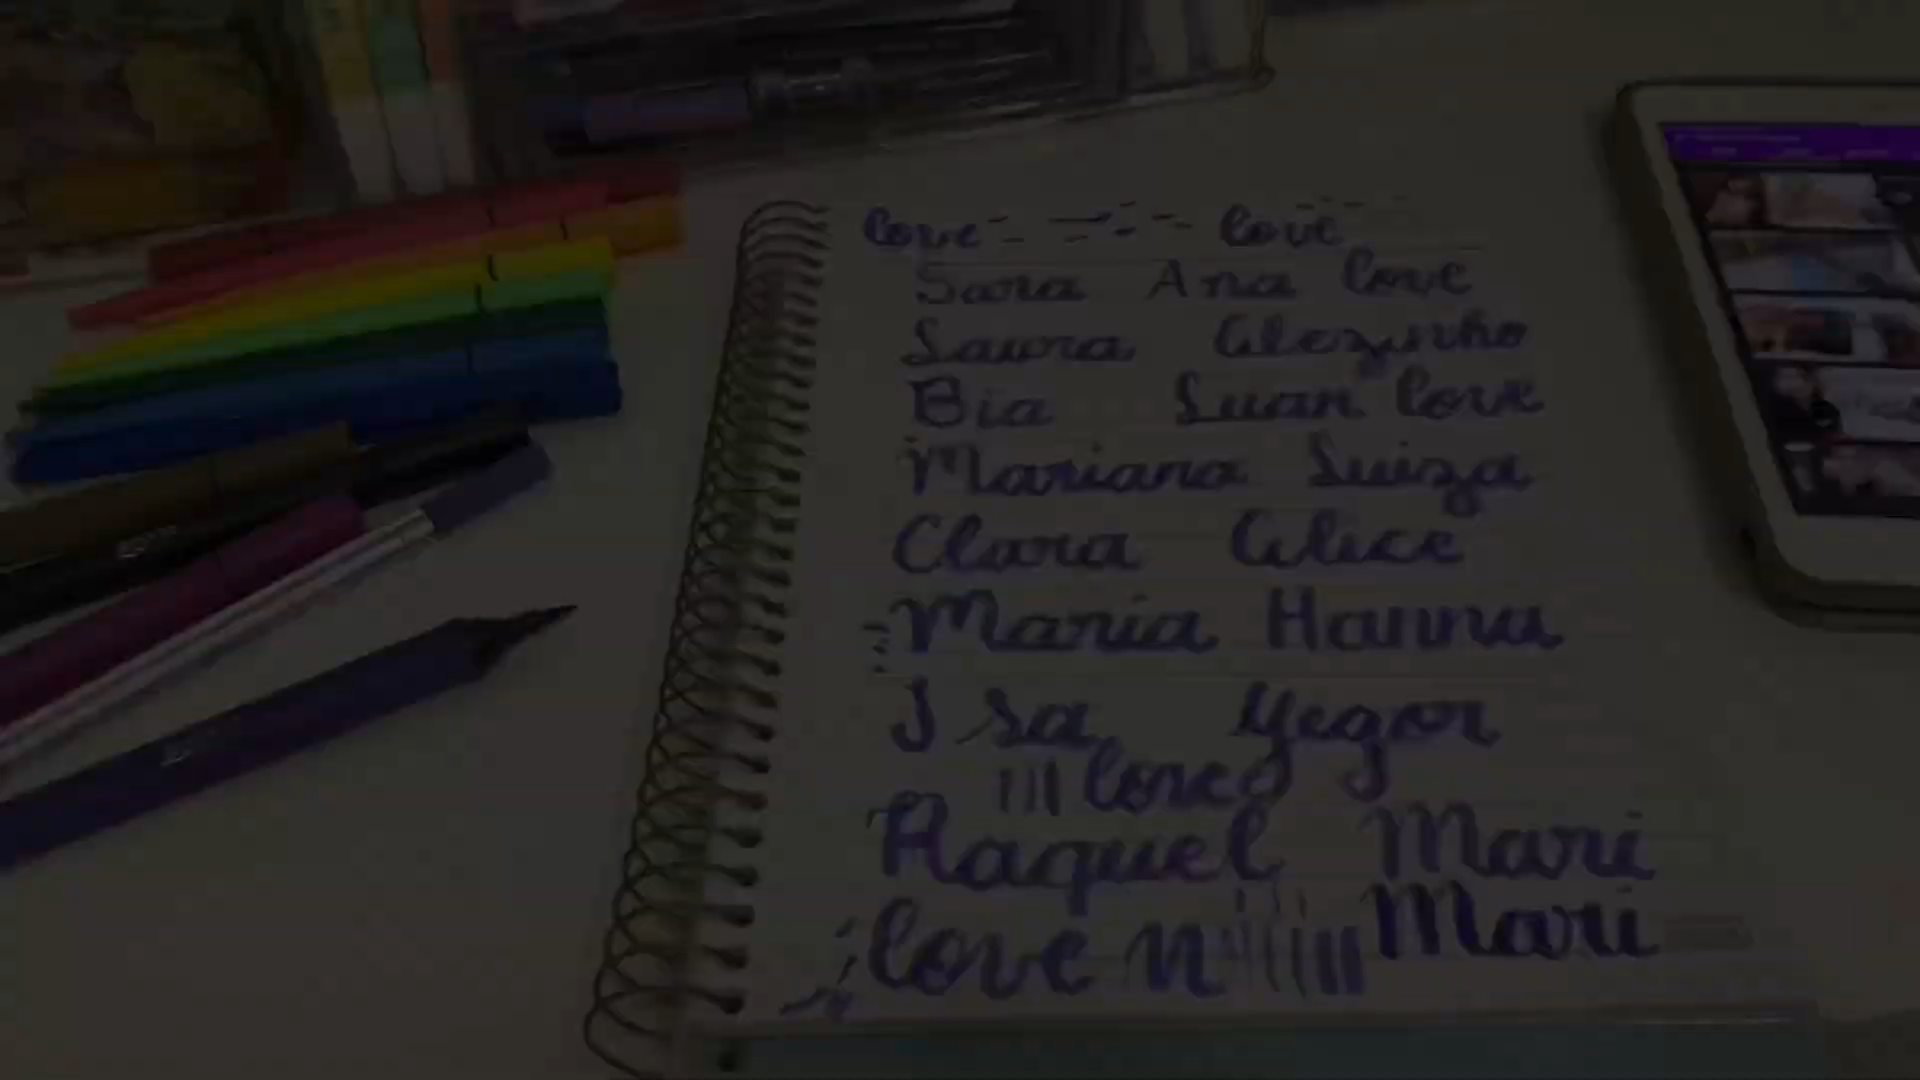 love love
Sara Ana love
Laura Alezinho
Bia Luan love
Mariana Luiza
Clara Alice
Maria Hanna
Isa Yegor
love
Raquel Mari
love n Mari